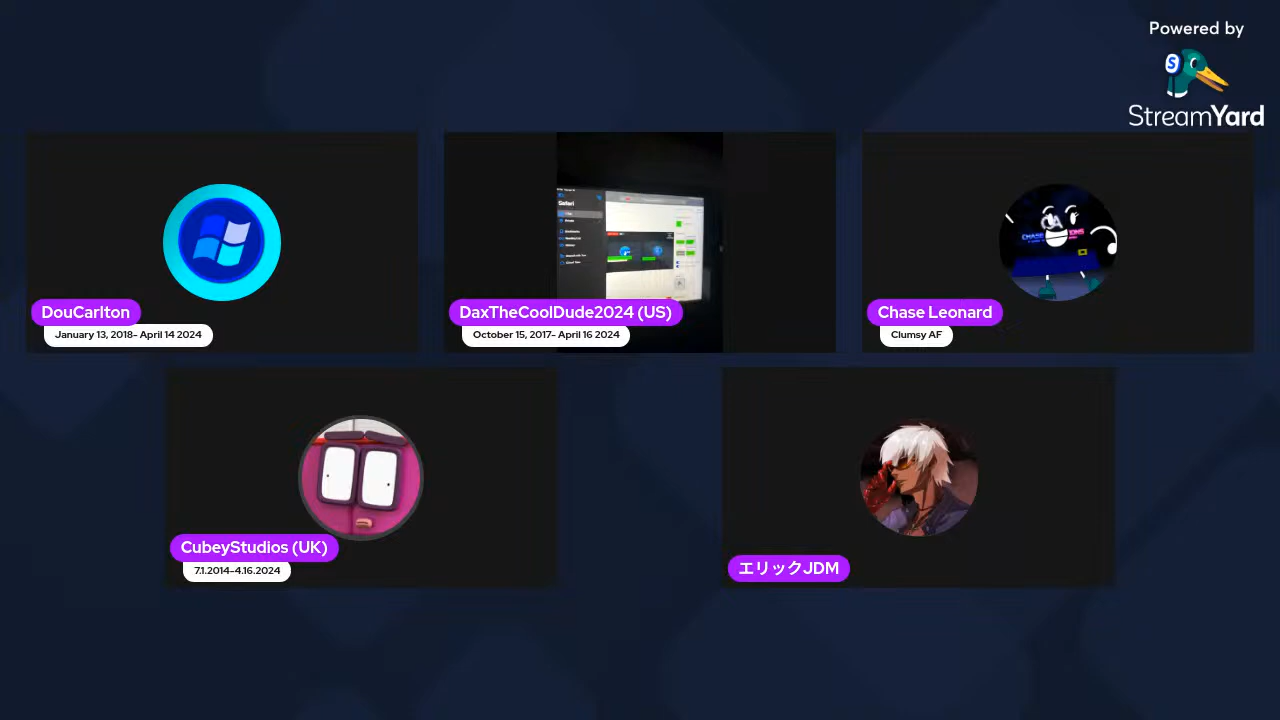 Powered by
S
StreamYard
Safari
DouCarlton
January 13, 2018– April 14 2024
DaxTheCoolDude2024 (US)
October 15, 2017- April 16 2024
Chase Leonard
Clumsy AF
CubeyStudios (UK)
7.1.2014-4.16.2024
エリックJDM